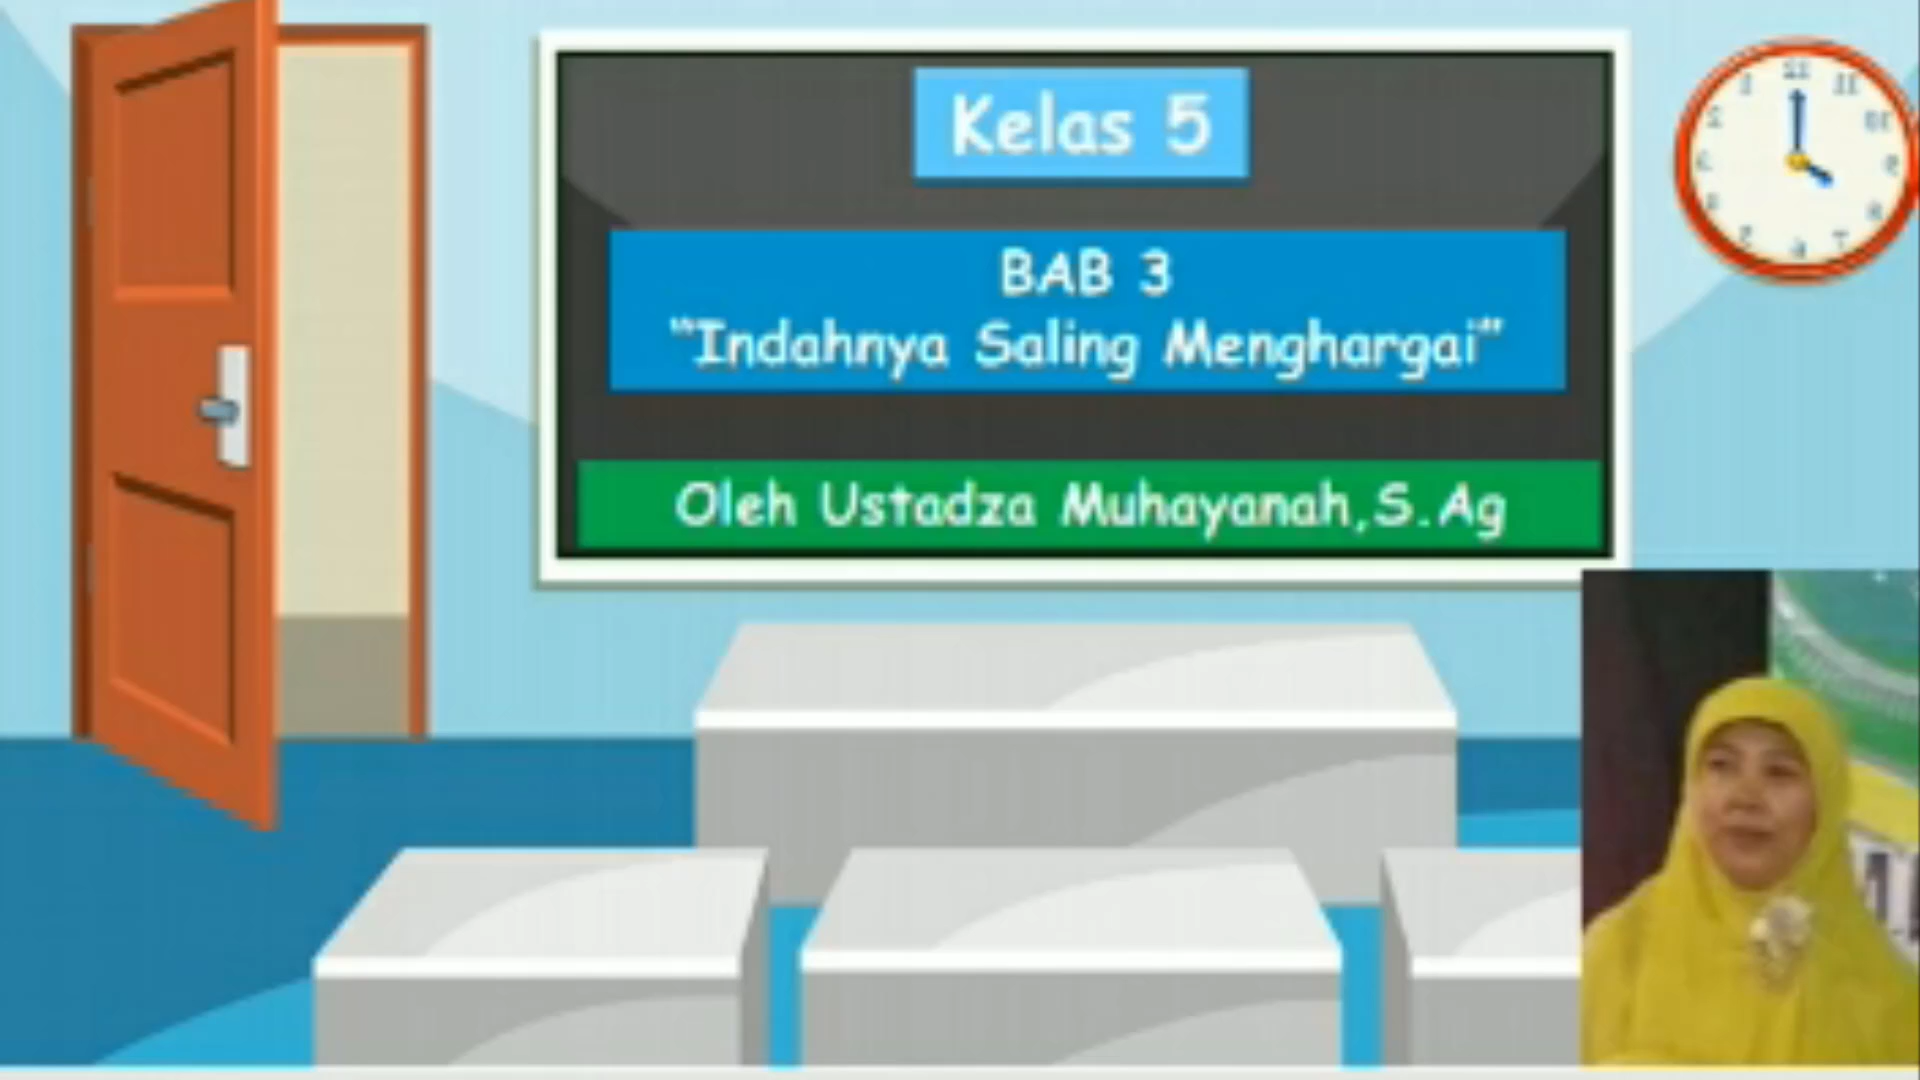 Kelas 5
BAB 3
"Indahnya Saling Menghargai"
Oleh Ustadza Muhayanah,S.Ag